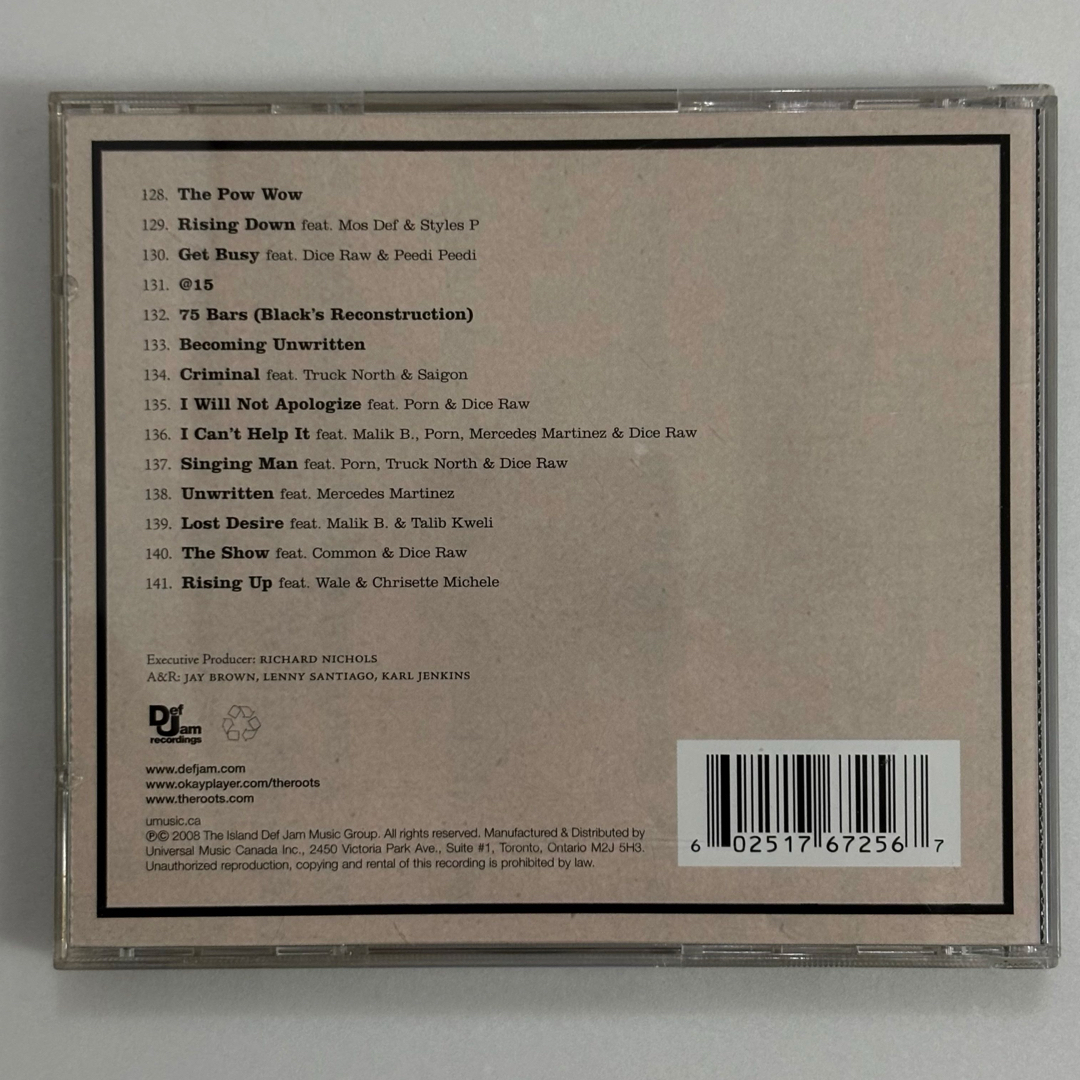 128. The Pow Wow
129. Rising Down feat. Mos Def & Styles P
130. Get Busy feat. Dice Raw & Peedi Peedi
131. @15
132. 75 Bars (Black's Reconstruction)
133. Becoming Unwritten
134. Criminal feat. Truck North & Saigon
135. I Will Not Apologize feat. Porn & Dice Raw
136. I Can't Help It feat. Malik B., Porn, Mercedes Martinez & Dice Raw
137. Singing Man feat. Porn, Truck North & Dice Raw
138. Unwritten feat. Mercedes Martinez
139. Lost Desire feat. Malik B. & Talib Kweli
140. The Show feat. Common & Dice Raw
141. Rising Up feat. Wale & Chrisette Michele
Executive Producer: RICHARD NICHOLS
A&R: JAY BROWN, LENNY SANTIAGO, KARL JENKINS
Def Jam
recordings
www.defjam.com
www.okayplayer.com/theroots
www.theroots.com
umusic.ca
℗© 2008 The Island Def Jam Music Group. All rights reserved. Manufactured & Distributed by
Universal Music Canada Inc., 2450 Victoria Park Ave., Suite #1, Toronto, Ontario M2J 5H3.
Unauthorized reproduction, copying and rental of this recording is prohibited by law.
6 02517 67256 7